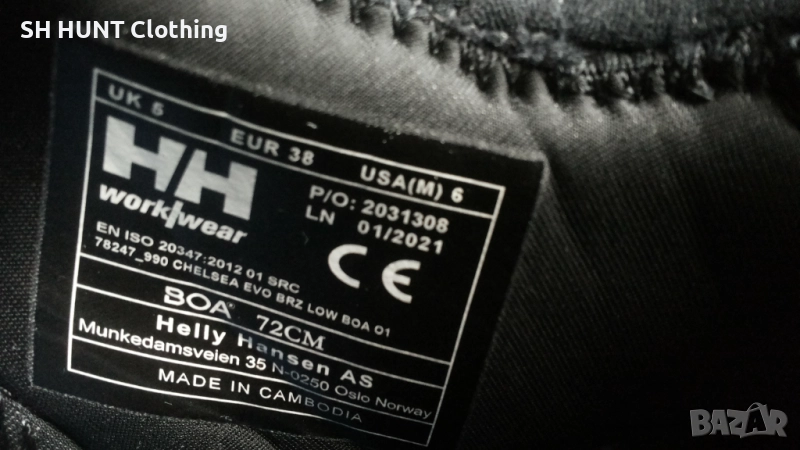 SH HUNT Clothing
UK 5 EUR 38 USA(M) 6
HH
workwear
P/O: 2031308
LN 01/2021
CE
EN ISO 20347:2012 01 SRC
78247_990 CHELSEA EVO BRZ LOW BOA 01
BOA® 72CM
Helly Hansen AS
Munkedamsveien 35 N-0250 Oslo Norway
MADE IN CAMBODIA
BAZAR